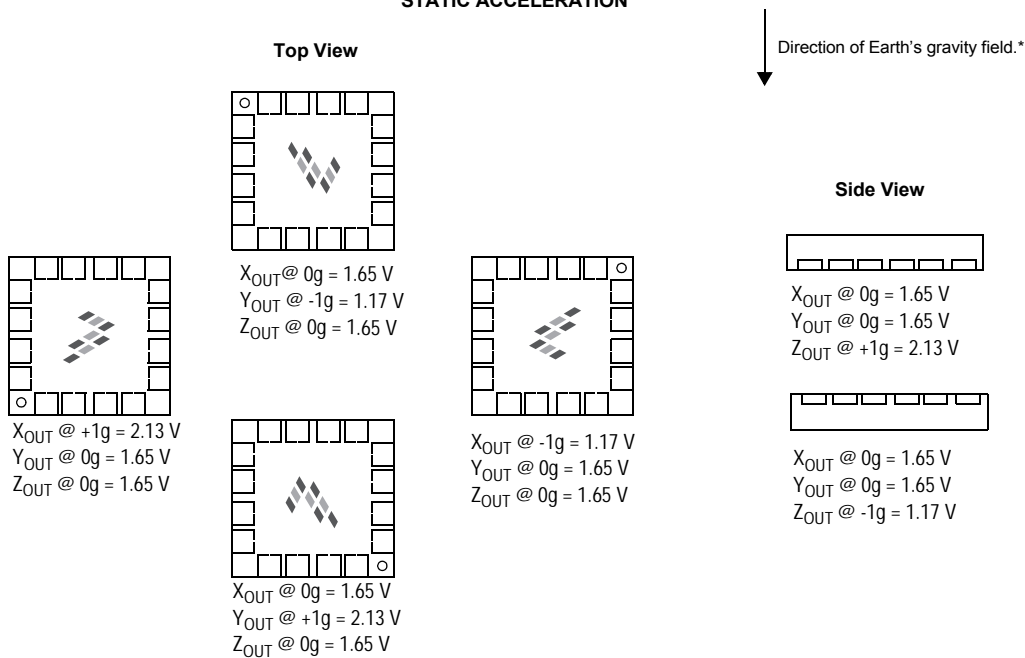 STATIC ACCELERATION
Direction of Earth's gravity field.*
Top View
Side View
X_OUT @ 0g = 1.65 V
Y_OUT @ -1g = 1.17 V
Z_OUT @ 0g = 1.65 V
X_OUT @ +1g = 2.13 V
Y_OUT @ 0g = 1.65 V
Z_OUT @ 0g = 1.65 V
X_OUT @ -1g = 1.17 V
Y_OUT @ 0g = 1.65 V
Z_OUT @ 0g = 1.65 V
X_OUT @ 0g = 1.65 V
Y_OUT @ +1g = 2.13 V
Z_OUT @ 0g = 1.65 V
X_OUT @ 0g = 1.65 V
Y_OUT @ 0g = 1.65 V
Z_OUT @ +1g = 2.13 V
X_OUT @ 0g = 1.65 V
Y_OUT @ 0g = 1.65 V
Z_OUT @ -1g = 1.17 V